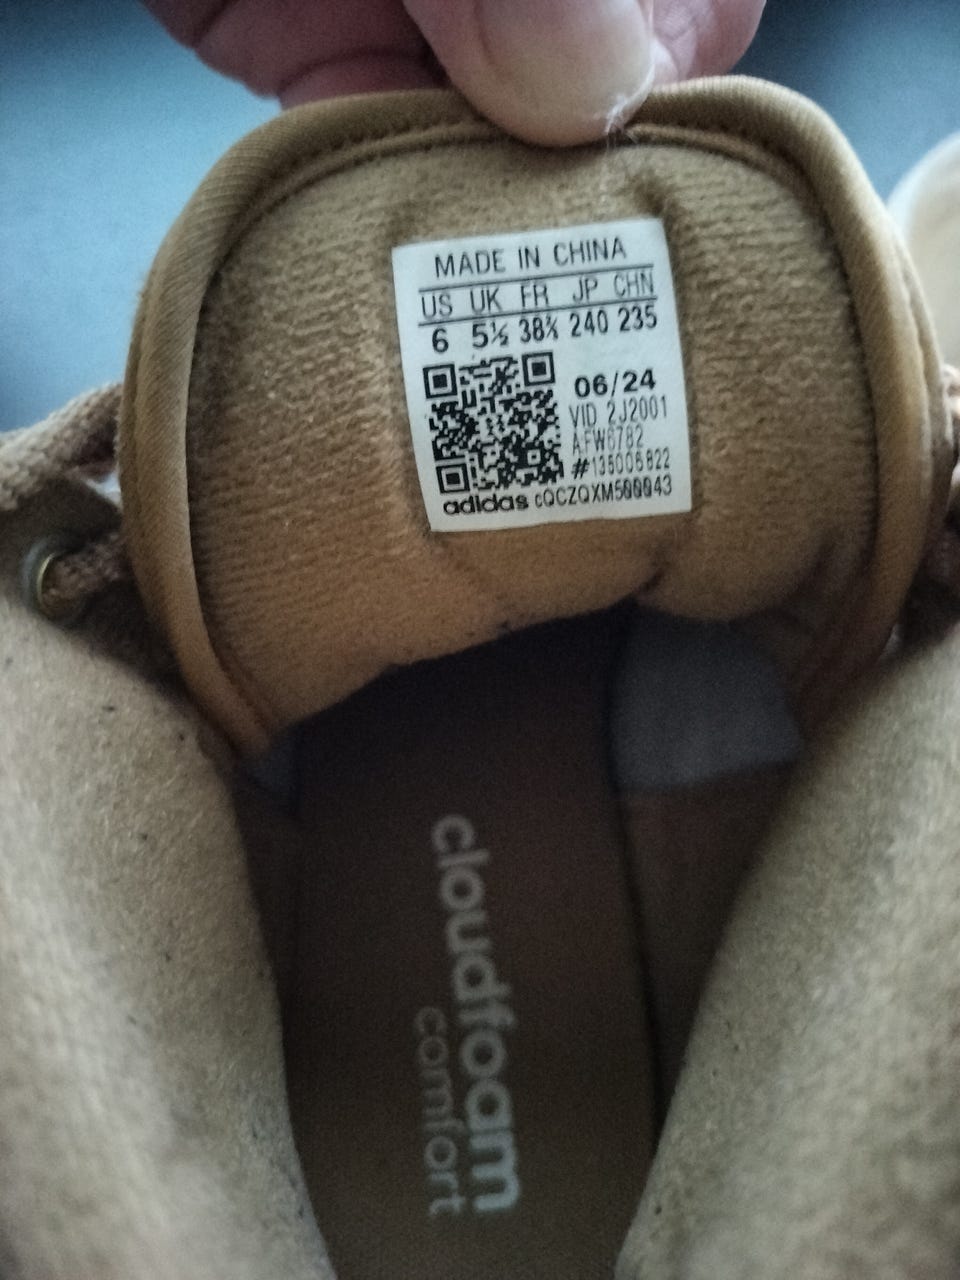 MADE IN CHINA
US UK FR JP CHN
6 5½ 38⅔ 240 235
06/24
VID 2J2001
AFW6782
#135006822
adidas cQCZQXM500043
cloudfoam
comfort